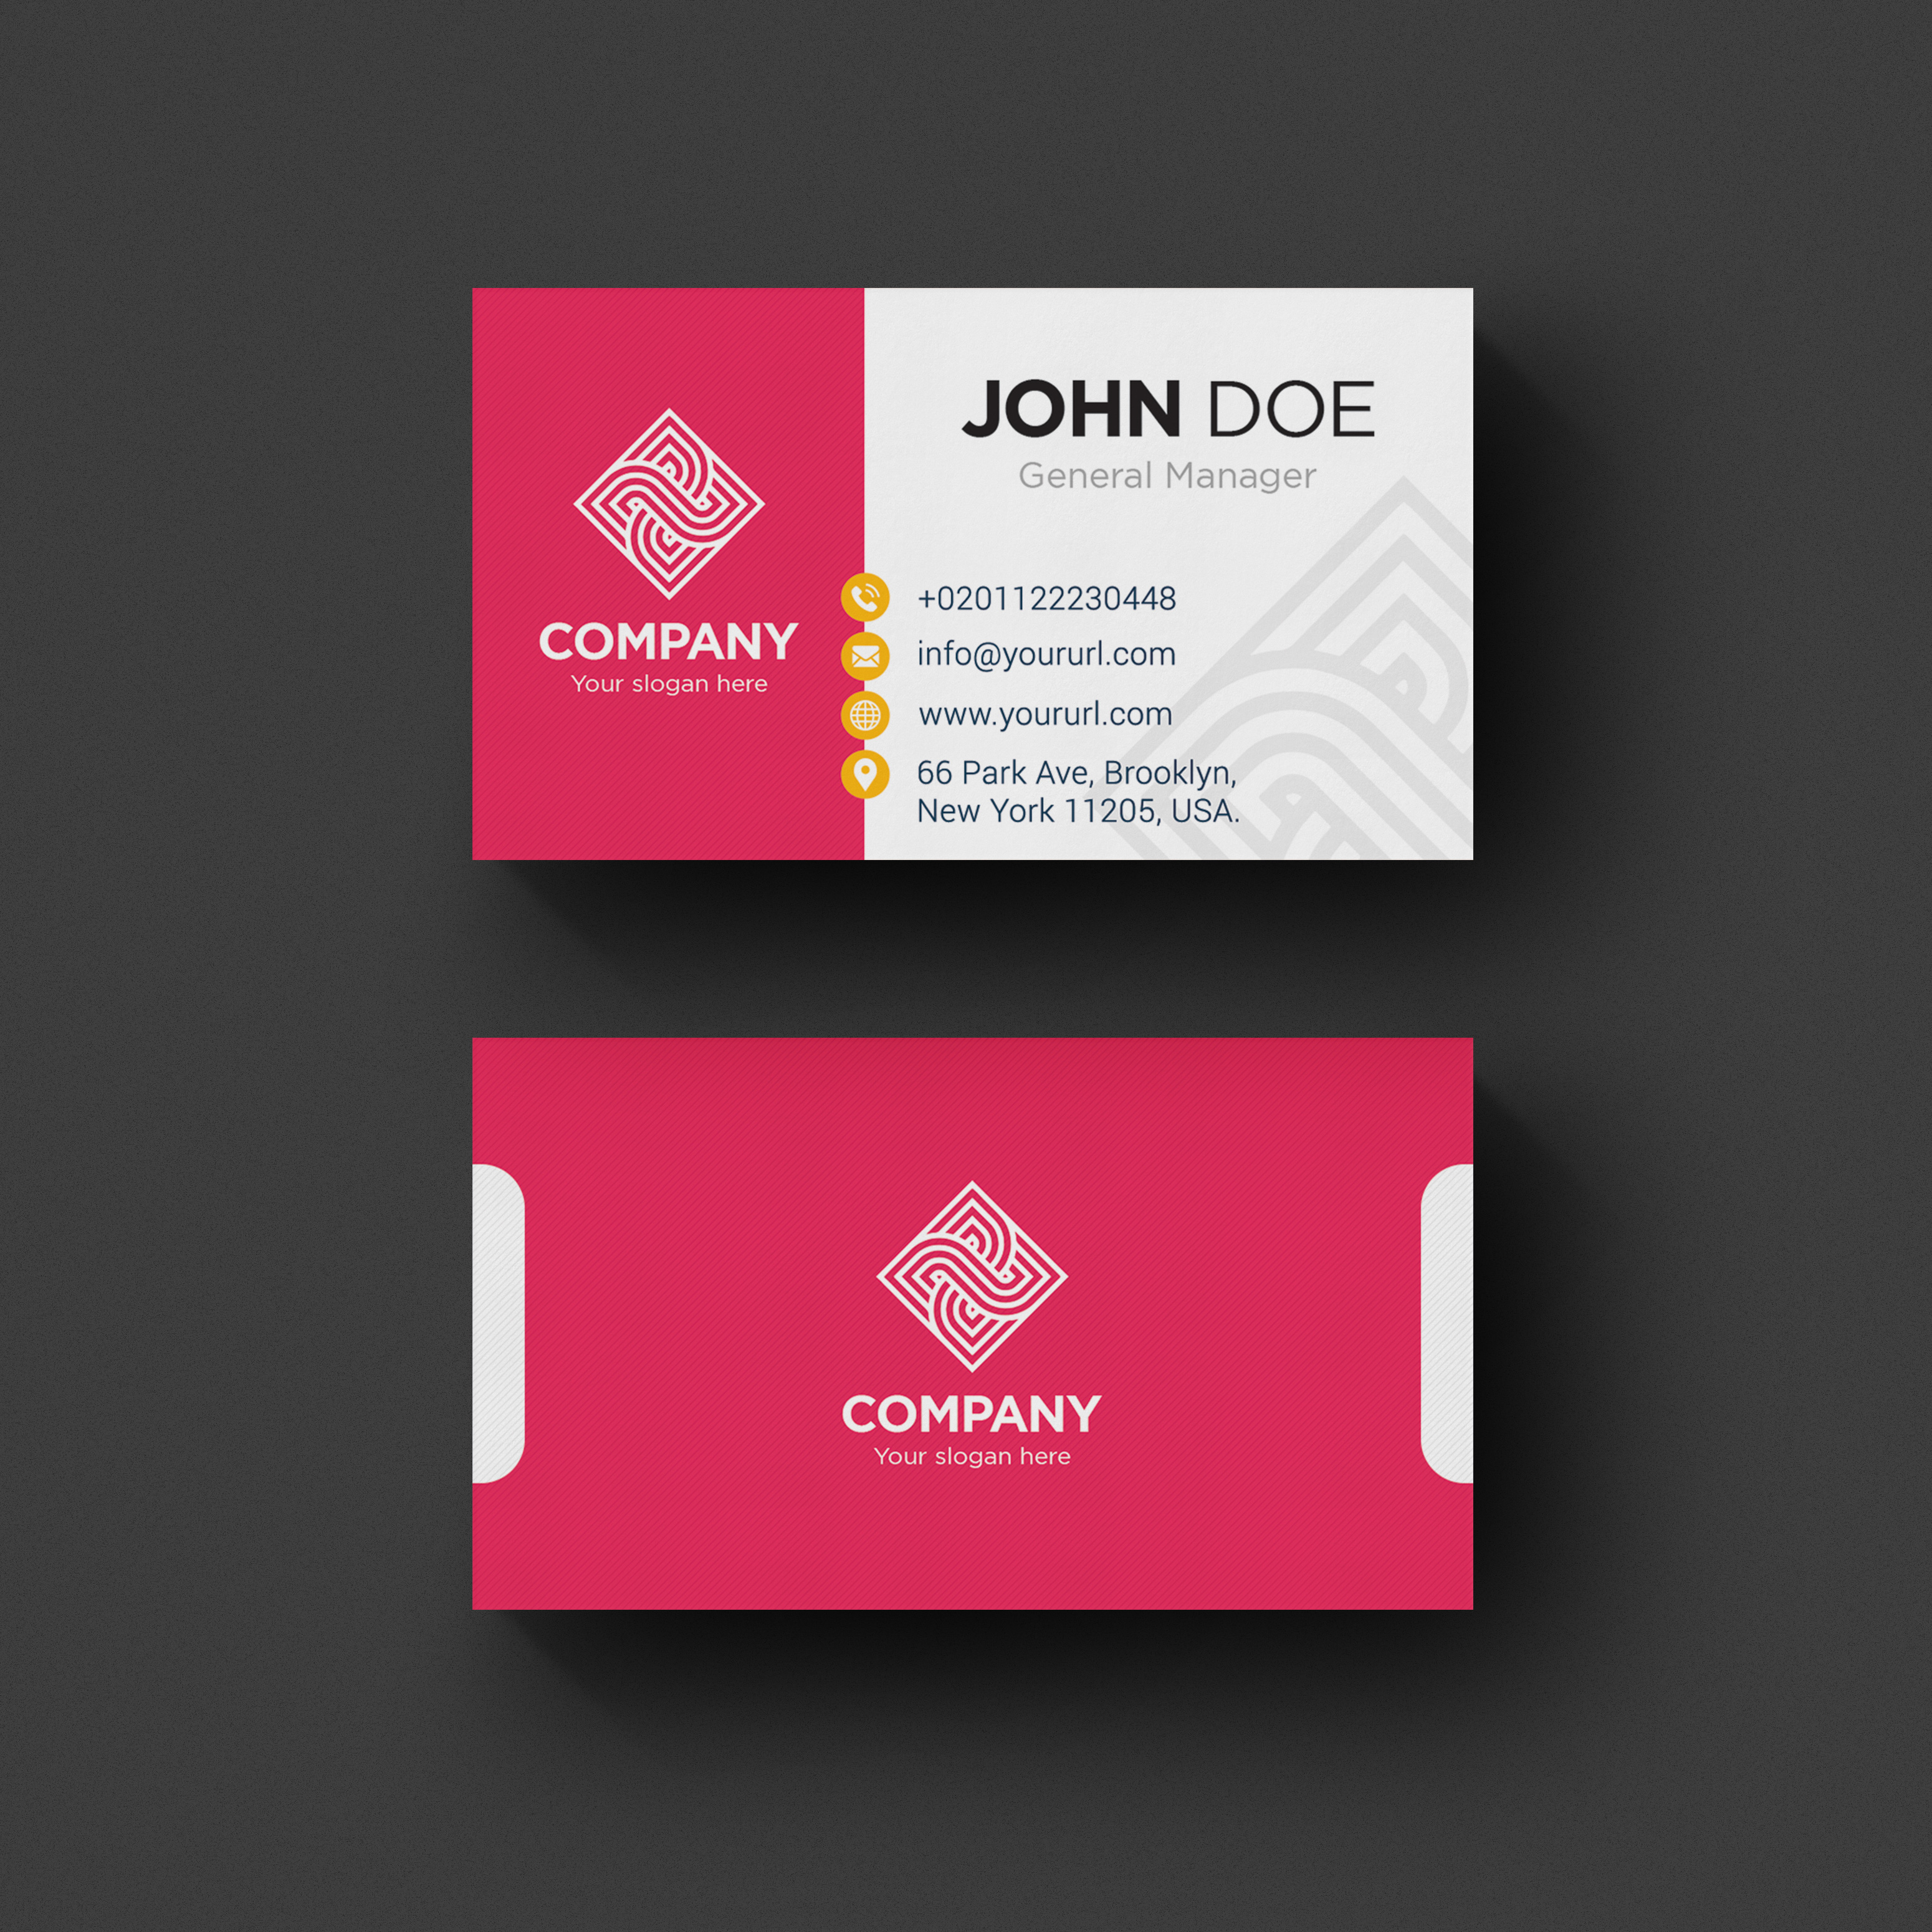 COMPANY
Your slogan here
JOHN DOE
General Manager
+0201122230448
info@yoururl.com
www.yoururl.com
66 Park Ave, Brooklyn,
New York 11205, USA.
COMPANY
Your slogan here